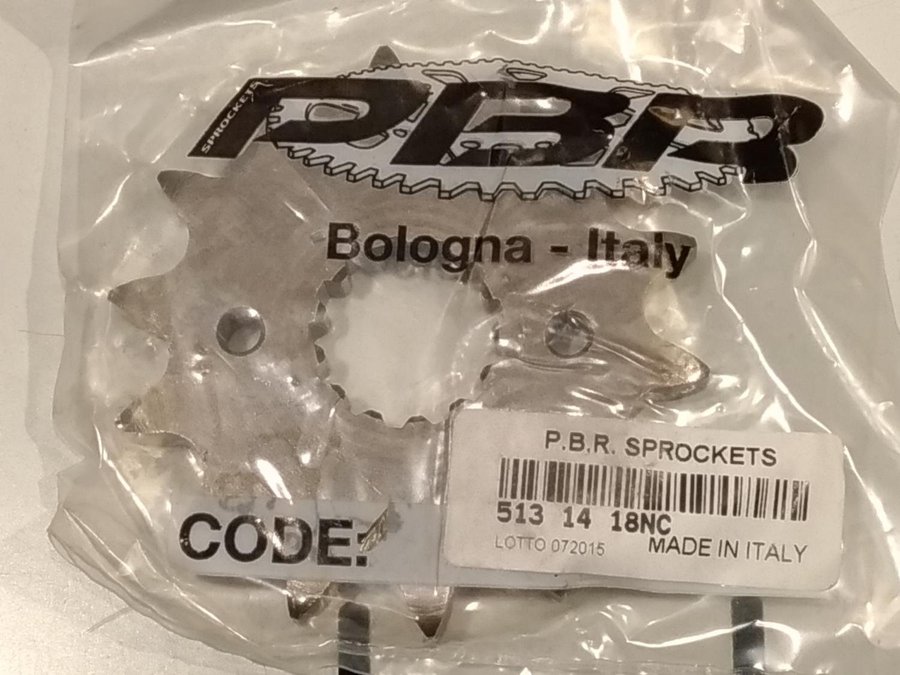 SPROCKETS
PBR
Bologna - Italy
P.B.R. SPROCKETS
513 14 18NC
LOTTO 072015 MADE IN ITALY
CODE: